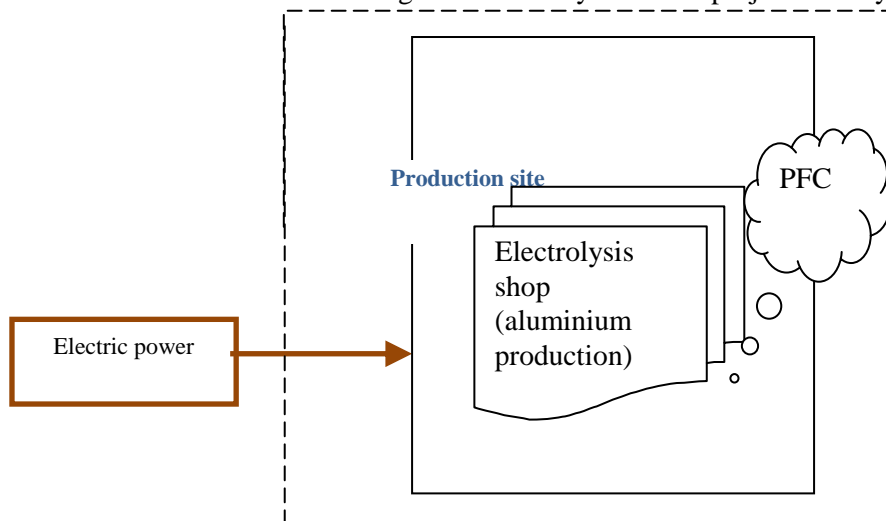 Production site
PFC
Electrolysis
shop
(aluminium
production)
Electric power